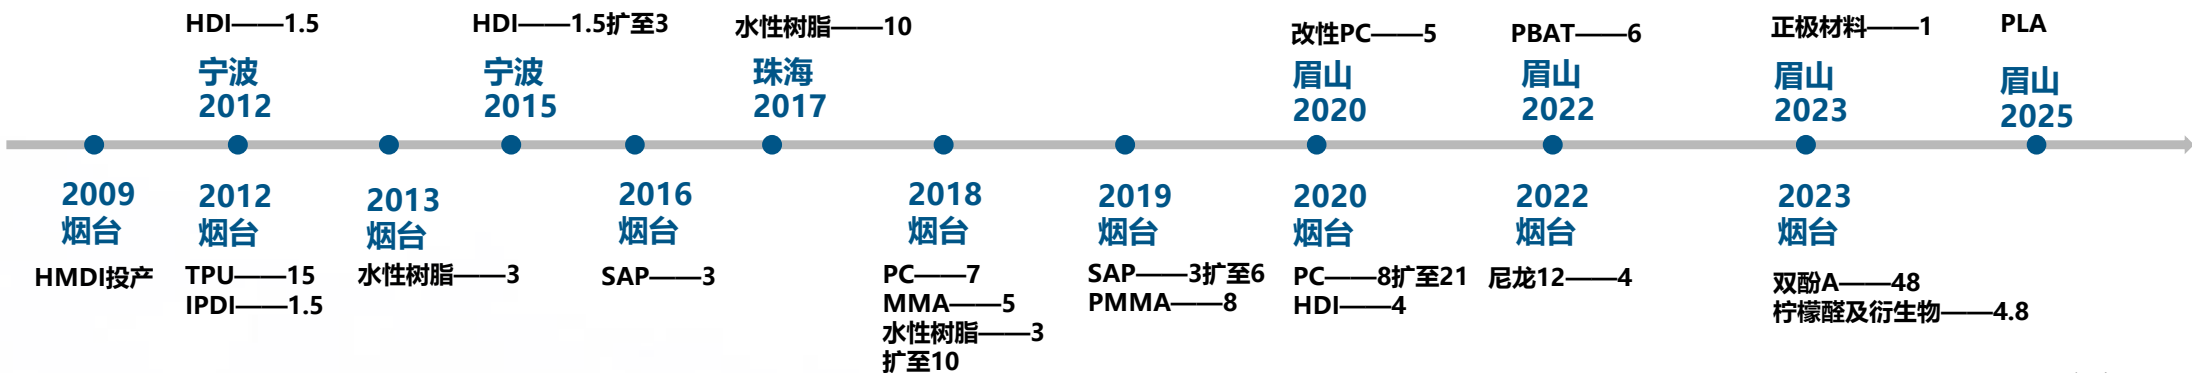 HDI——1.5
宁波
2012
HDI——1.5扩至3
宁波
2015
水性树脂——10
珠海
2017
改性PC——5
眉山
2020
PBAT——6
眉山
2022
正极材料——1
眉山
2023
PLA
眉山
2025
2009
烟台
HMDI投产
2012
烟台
TPU——15
IPDI——1.5
2013
烟台
水性树脂——3
2016
烟台
SAP——3
2018
烟台
PC——7
MMA——5
水性树脂——3
扩至10
2019
烟台
SAP——3扩至6
PMMA——8
2020
烟台
PC——8扩至21
HDI——4
2022
烟台
尼龙12——4
2023
烟台
双酚A——48
柠檬醛及衍生物——4.8